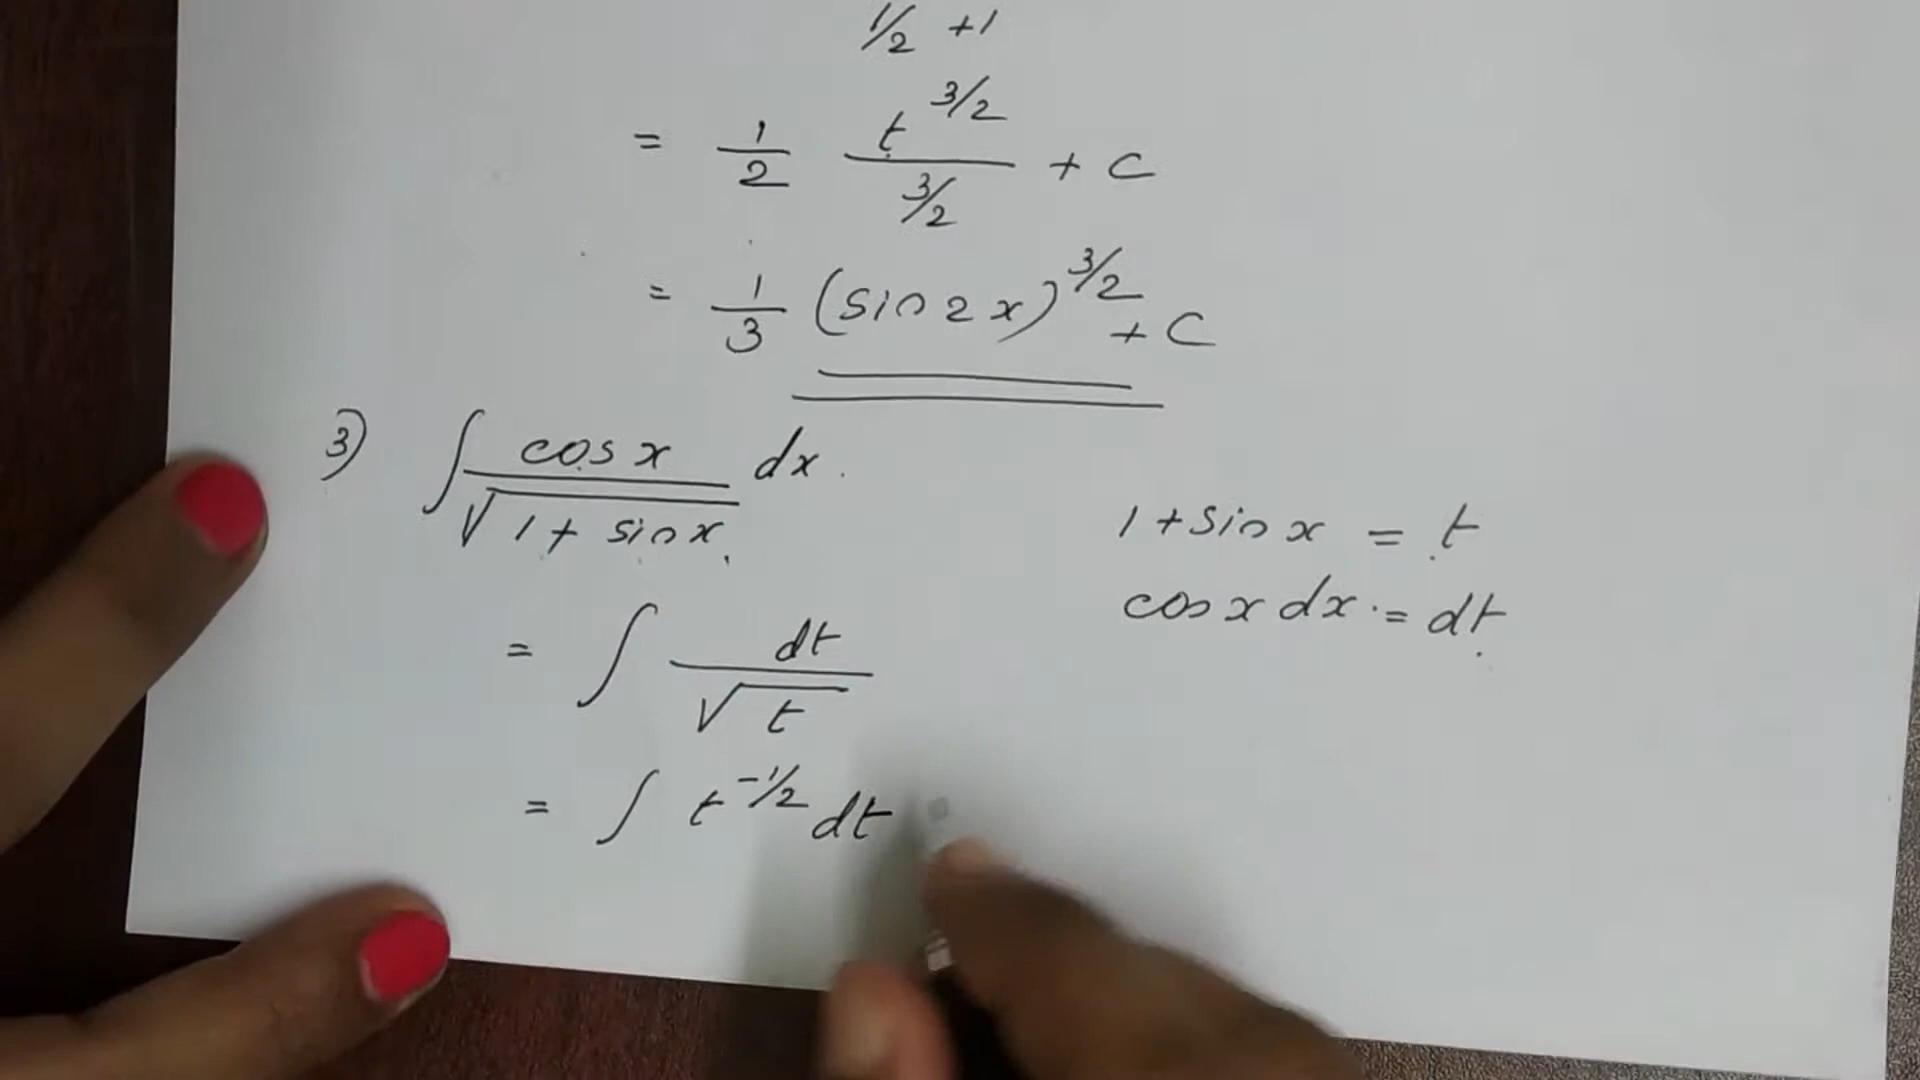 1/2 +1
= 1/2 t^3/2 / 3/2 + C
= 1/3 (sin 2x)^3/2 + C
3) ∫ cos x / √1 + sin x dx.
1 + sin x = t
cos x dx. = dt
= ∫ dt / √t
= ∫ t^-1/2 dt